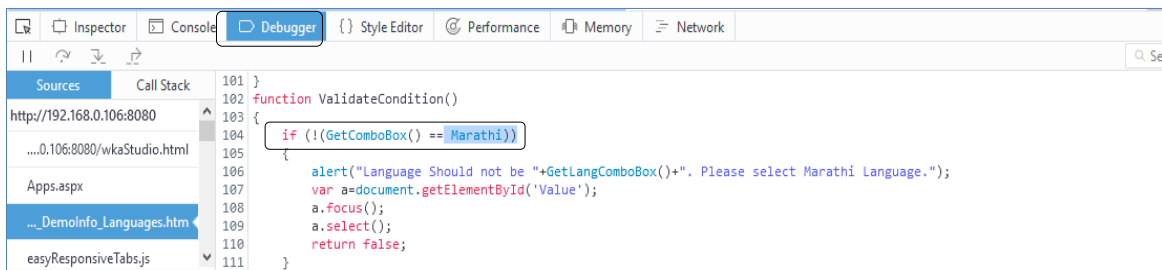 Inspector Console Debugger { } Style Editor Performance Memory Network
Se
Sources Call Stack
http://192.168.0.106:8080
....0.106:8080/wkaStudio.html
Apps.aspx
..._DemoInfo_Languages.htm
easyResponsiveTabs.js
101 }
102 function ValidateCondition()
103 {
104 if (!(GetComboBox() == Marathi))
105 {
106 alert("Language Should not be "+GetLangComboBox()+". Please select Marathi Language.");
107 var a=document.getElementById('Value');
108 a.focus();
109 a.select();
110 return false;
111 }